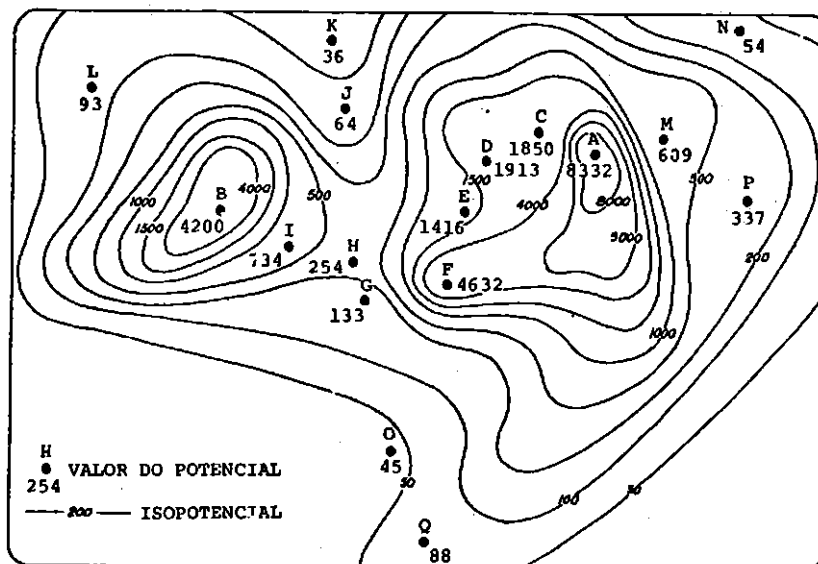 K
36
N
54
L
93
J
64
C
1850
A
8332
M
609
D
1913
1500
P
337
500
E
1416
4000
8000
5000
1000
1500
4000
500
B
4200
I
734
H
254
G
133
F
4632
200
1000
O
45
50
100
50
H
254
VALOR DO POTENCIAL
200 ISOPOTENCIAL
Q
88